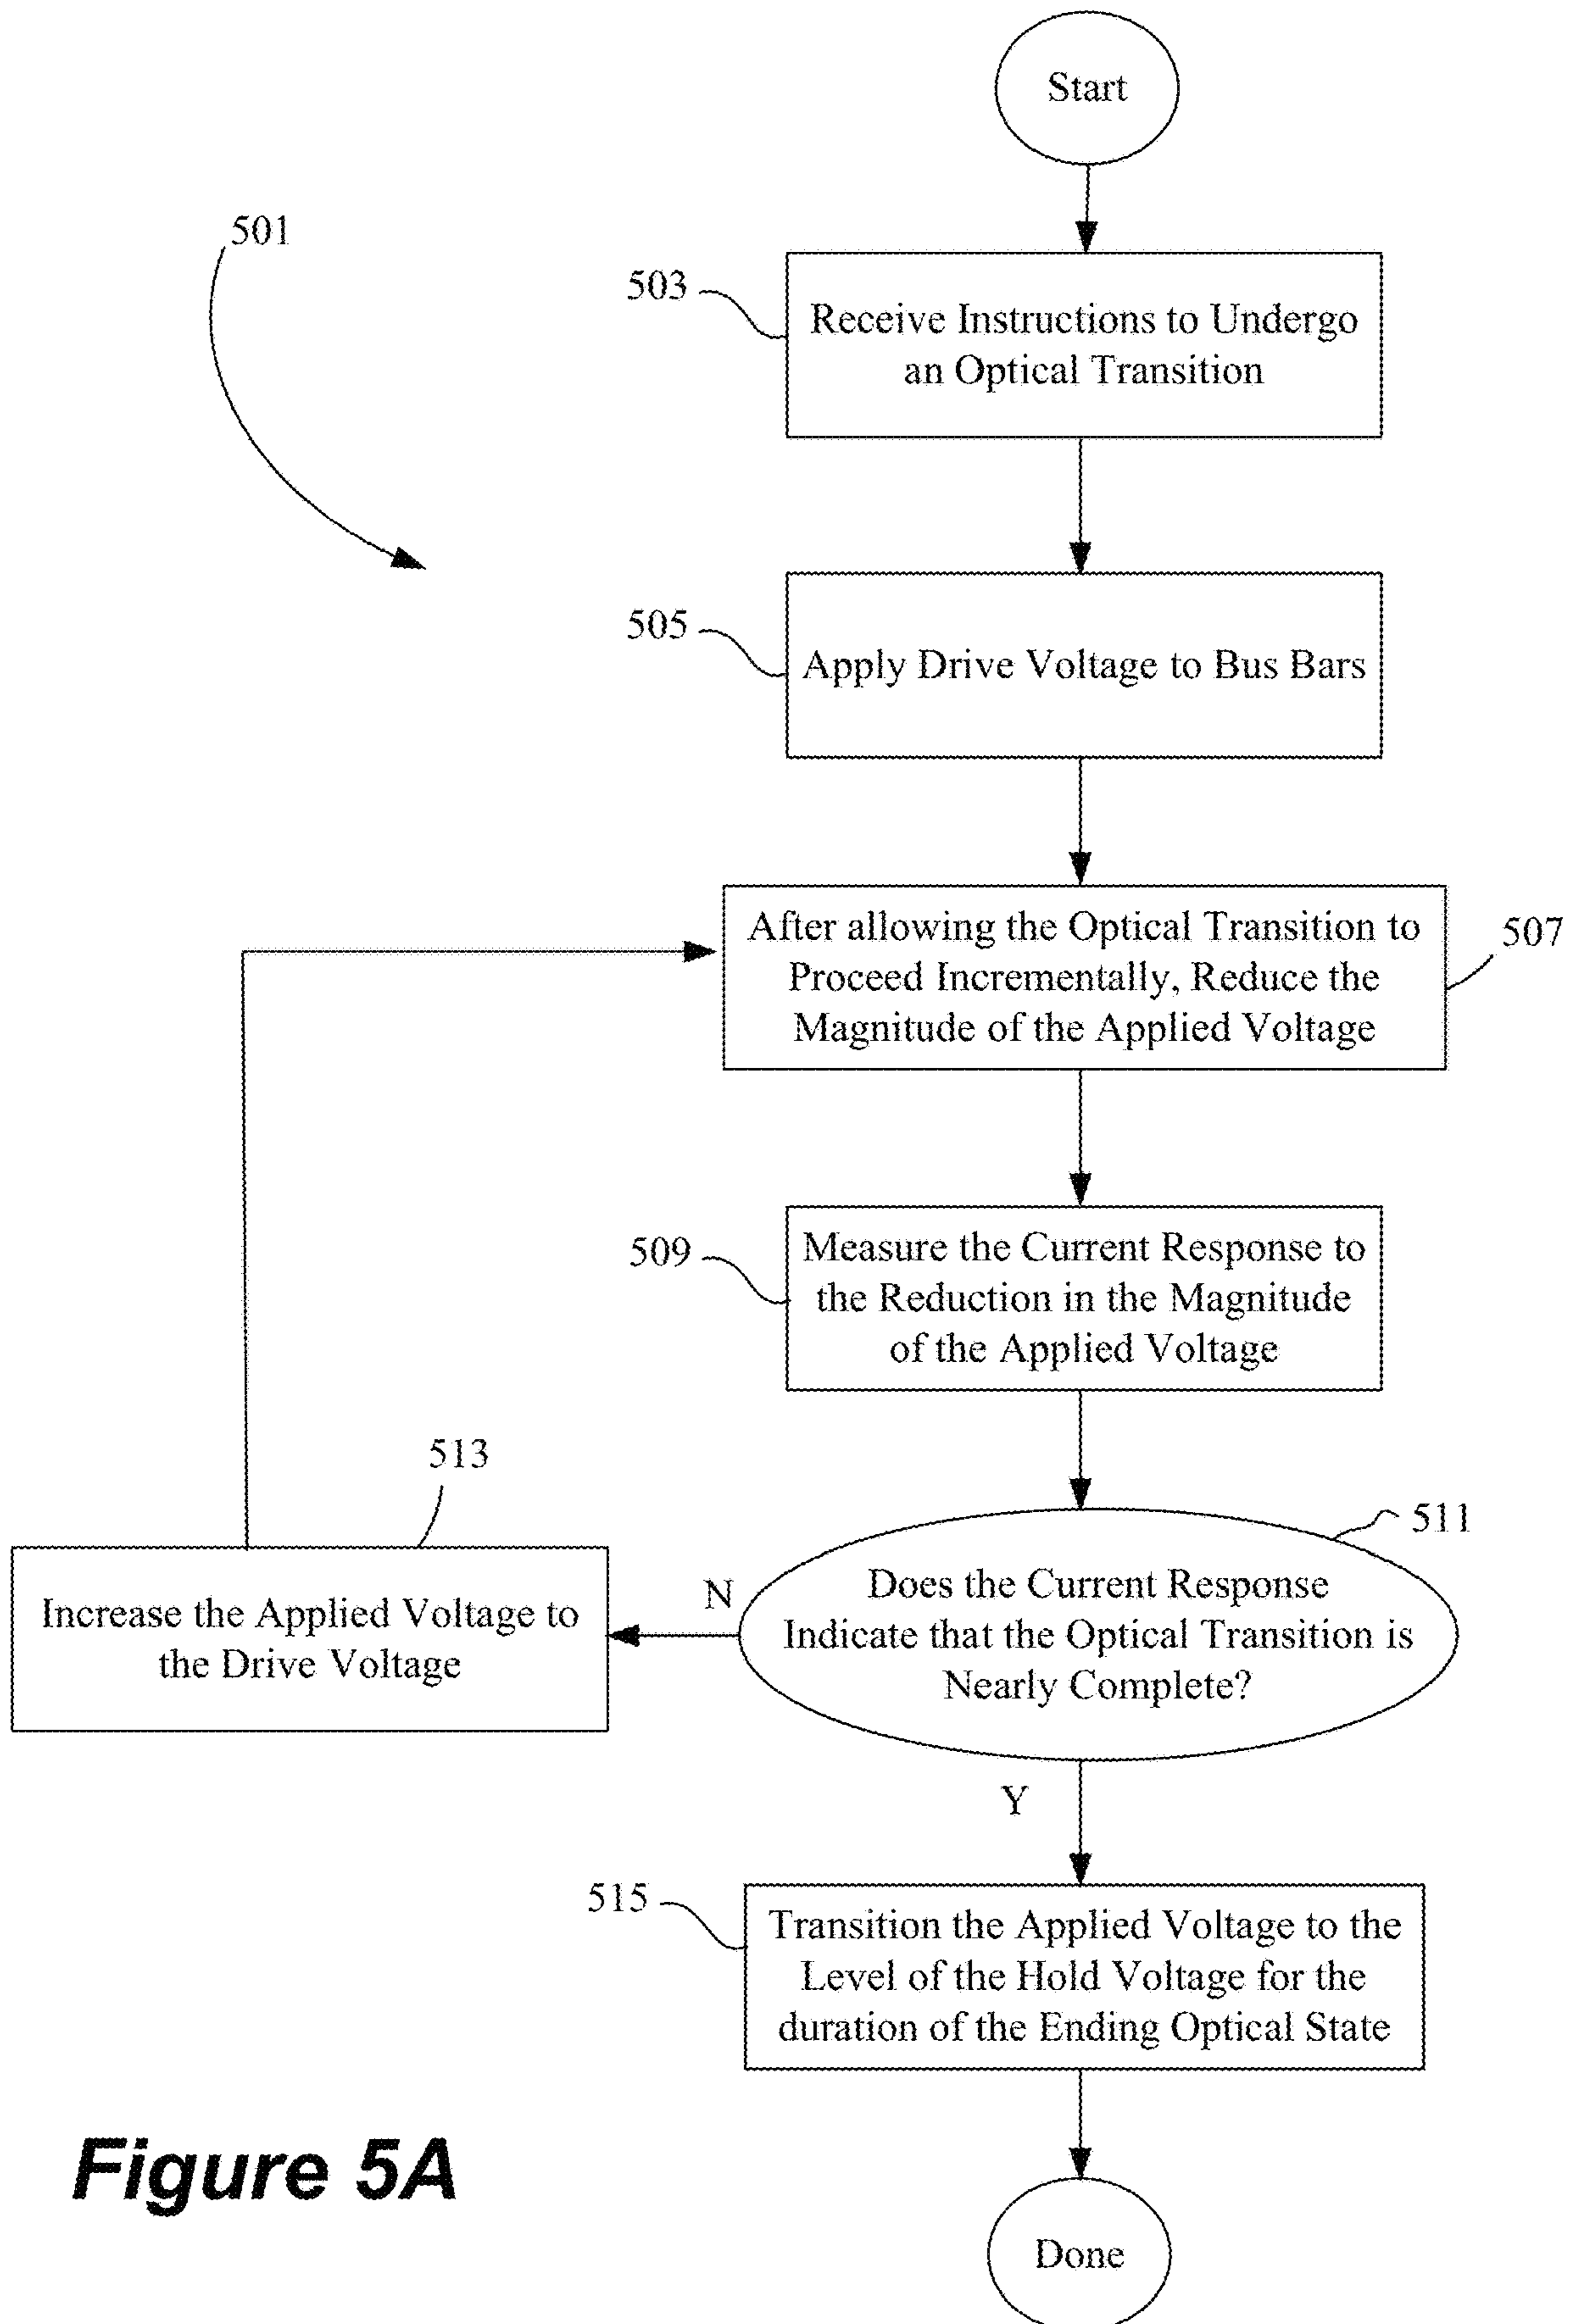 Start
501
503
Receive Instructions to Undergo
an Optical Transition
505
Apply Drive Voltage to Bus Bars
After allowing the Optical Transition to
Proceed Incrementally, Reduce the
Magnitude of the Applied Voltage
507
509
Measure the Current Response to
the Reduction in the Magnitude
of the Applied Voltage
513
511
Increase the Applied Voltage to
the Drive Voltage
N
Does the Current Response
Indicate that the Optical Transition is
Nearly Complete?
Y
515
Transition the Applied Voltage to the
Level of the Hold Voltage for the
duration of the Ending Optical State
Figure 5A
Done